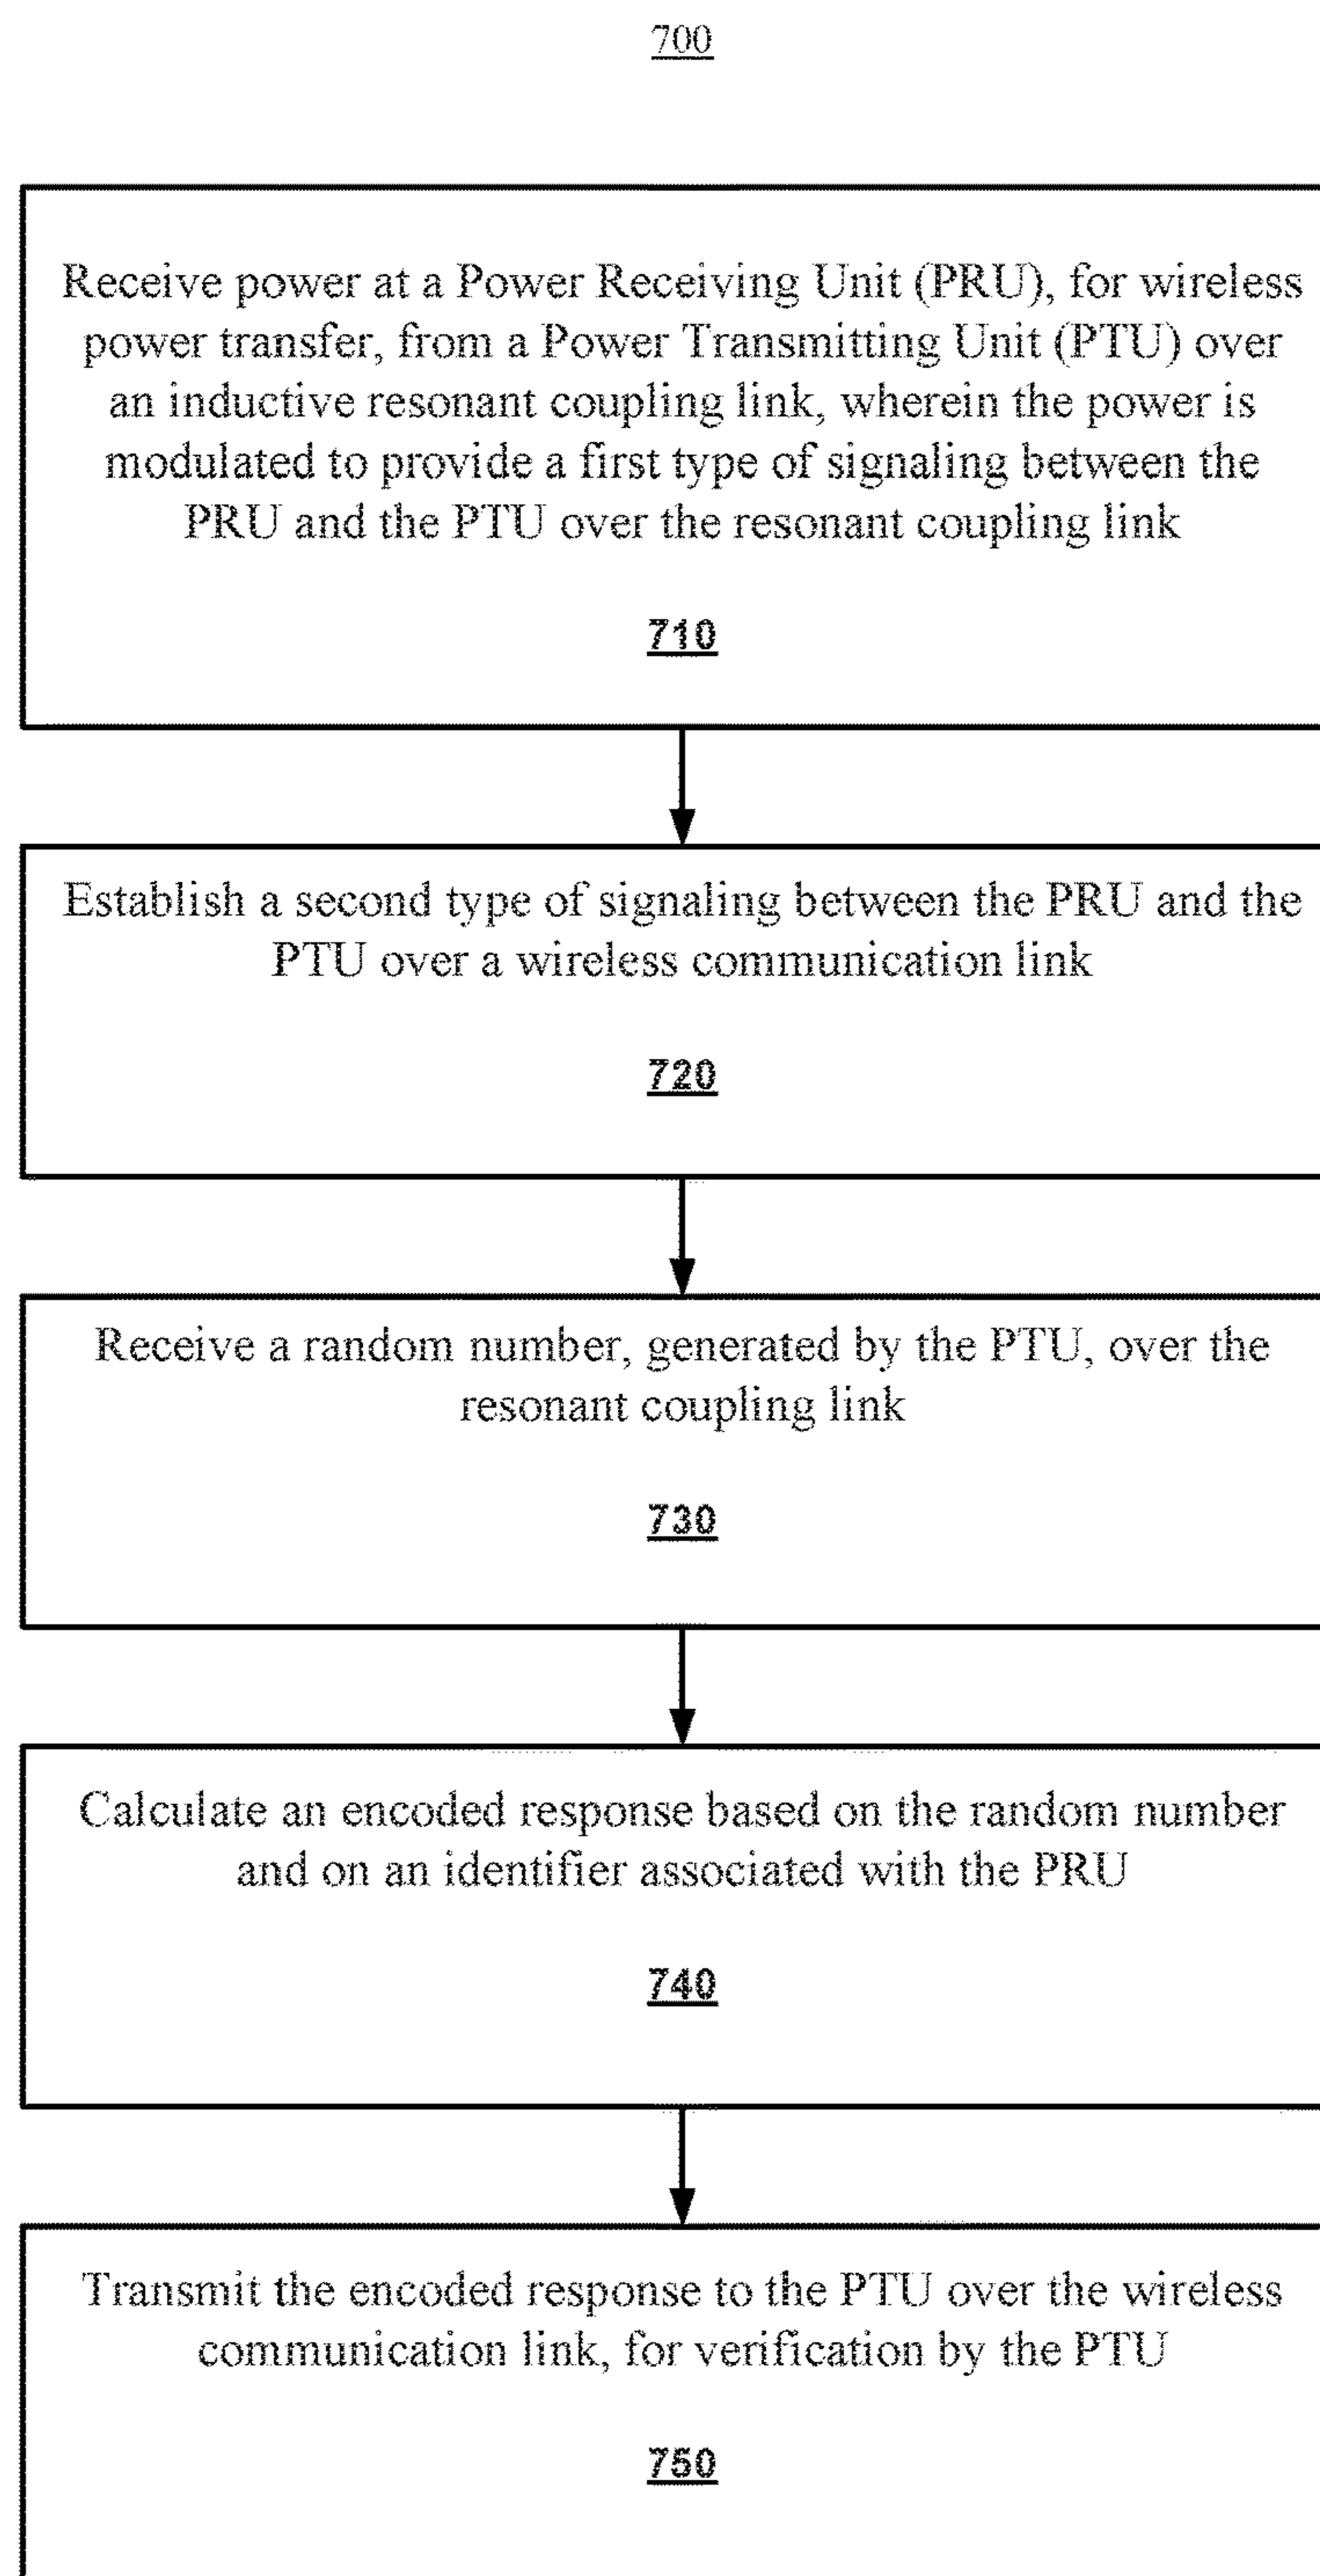 700
Receive power at a Power Receiving Unit (PRU), for wireless
power transfer, from a Power Transmitting Unit (PTU) over
an inductive resonant coupling link, wherein the power is
modulated to provide a first type of signaling between the
PRU and the PTU over the resonant coupling link
710
Establish a second type of signaling between the PRU and the
PTU over a wireless communication link
720
Receive a random number, generated by the PTU, over the
resonant coupling link
730
Calculate an encoded response based on the random number
and on an identifier associated with the PRU
740
Transmit the encoded response to the PTU over the wireless
communication link, for verification by the PTU
750